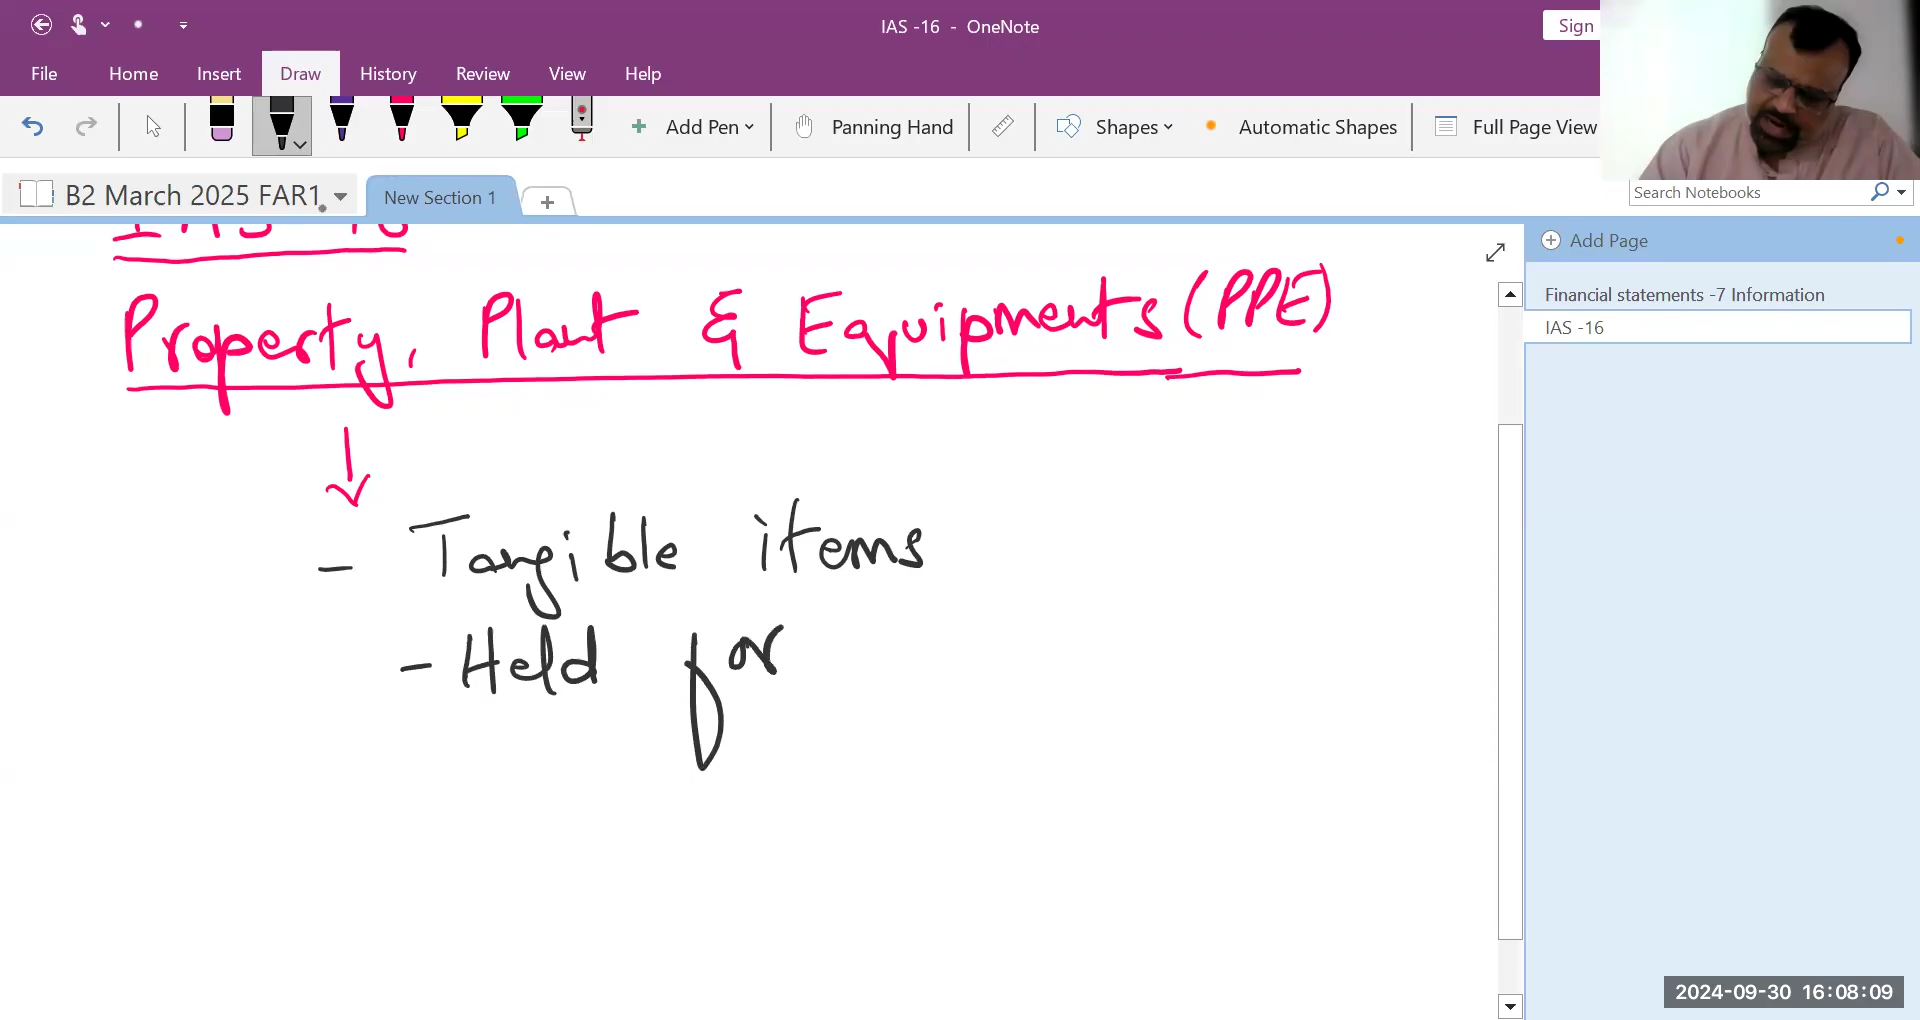 IAS -16 - OneNote
Sign
File Home Insert Draw History Review View Help
Add Pen Panning Hand Shapes Automatic Shapes Full Page View
B2 March 2025 FAR1 New Section 1
Search Notebooks
IAS -16
Property, Plant & Equipments (PPE)
- Tangible items
- Held for
Add Page
Financial statements -7 Information
IAS -16
2024-09-30 16:08:09